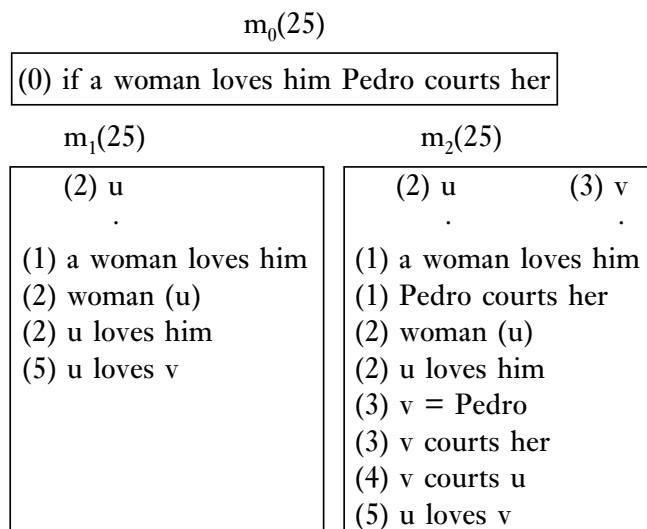 m₀(25)
(0) if a woman loves him Pedro courts her
m₁(25)
(2) u
.
(1) a woman loves him
(2) woman (u)
(2) u loves him
(5) u loves v
m₂(25)
(2) u (3) v
. .
(1) a woman loves him
(1) Pedro courts her
(2) woman (u)
(2) u loves him
(3) v = Pedro
(3) v courts her
(4) v courts u
(5) u loves v